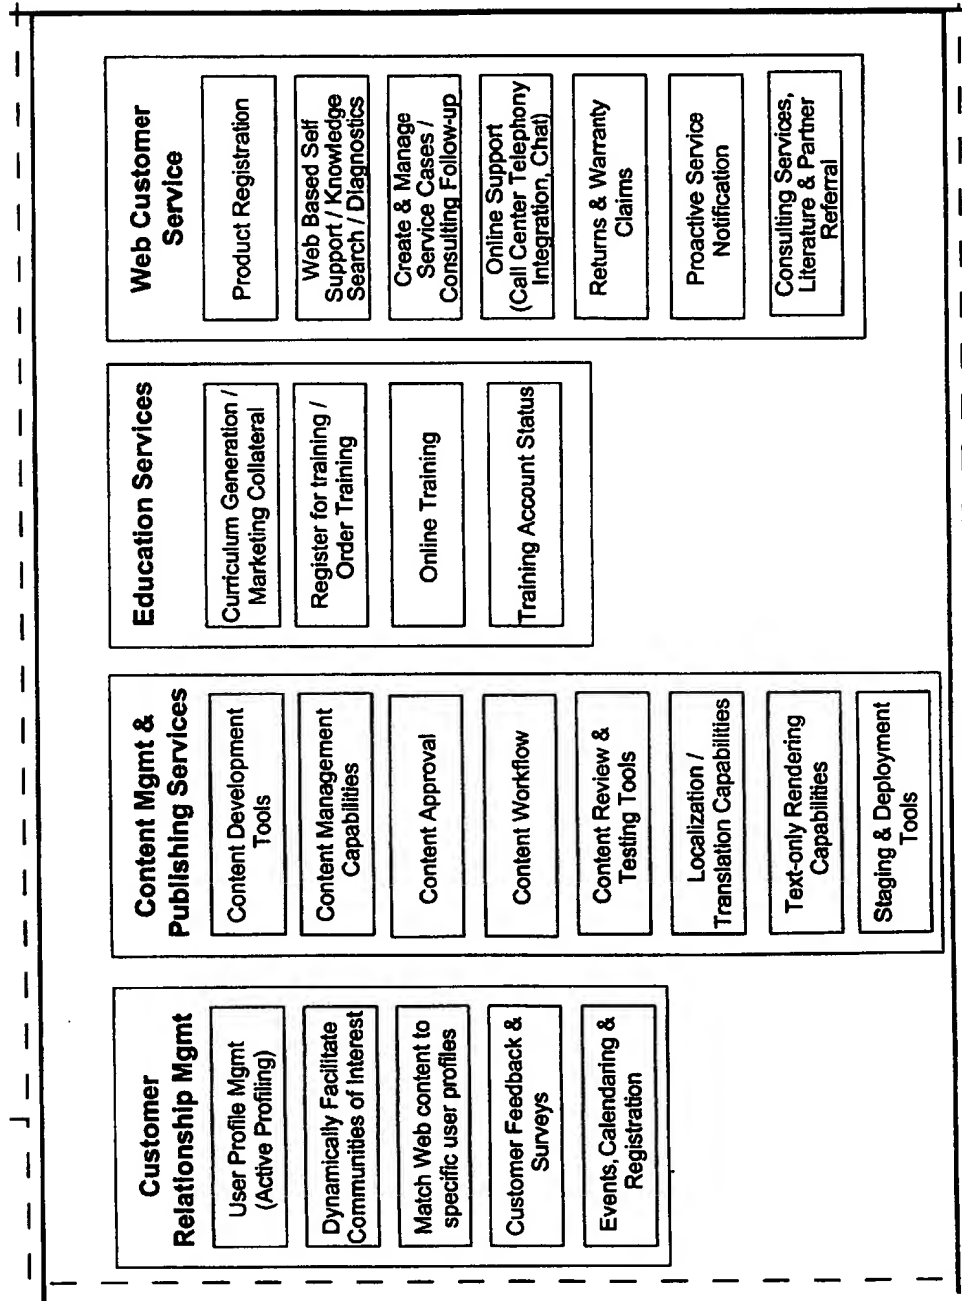 Customer
Relationship Mgmt
User Profile Mgmt
(Active Profiling)
Dynamically Facilitate
Communities of Interest
Match Web content to
specific user profiles
Customer Feedback &
Surveys
Events, Calendaring &
Registration
Content Mgmt &
Publishing Services
Content Development
Tools
Content Management
Capabilities
Content Approval
Content Workflow
Content Review &
Testing Tools
Localization /
Translation Capabilities
Text-only Rendering
Capabilities
Staging & Deployment
Tools
Education Services
Curriculum Generation /
Marketing Collateral
Register for training /
Order Training
Online Training
Training Account Status
Web Customer
Service
Product Registration
Web Based Self
Support / Knowledge
Search / Diagnostics
Create & Manage
Service Cases /
Consulting Follow-up
Online Support
(Call Center Telephony
Integration, Chat)
Returns & Warranty
Claims
Proactive Service
Notification
Consulting Services,
Literature & Partner
Referral